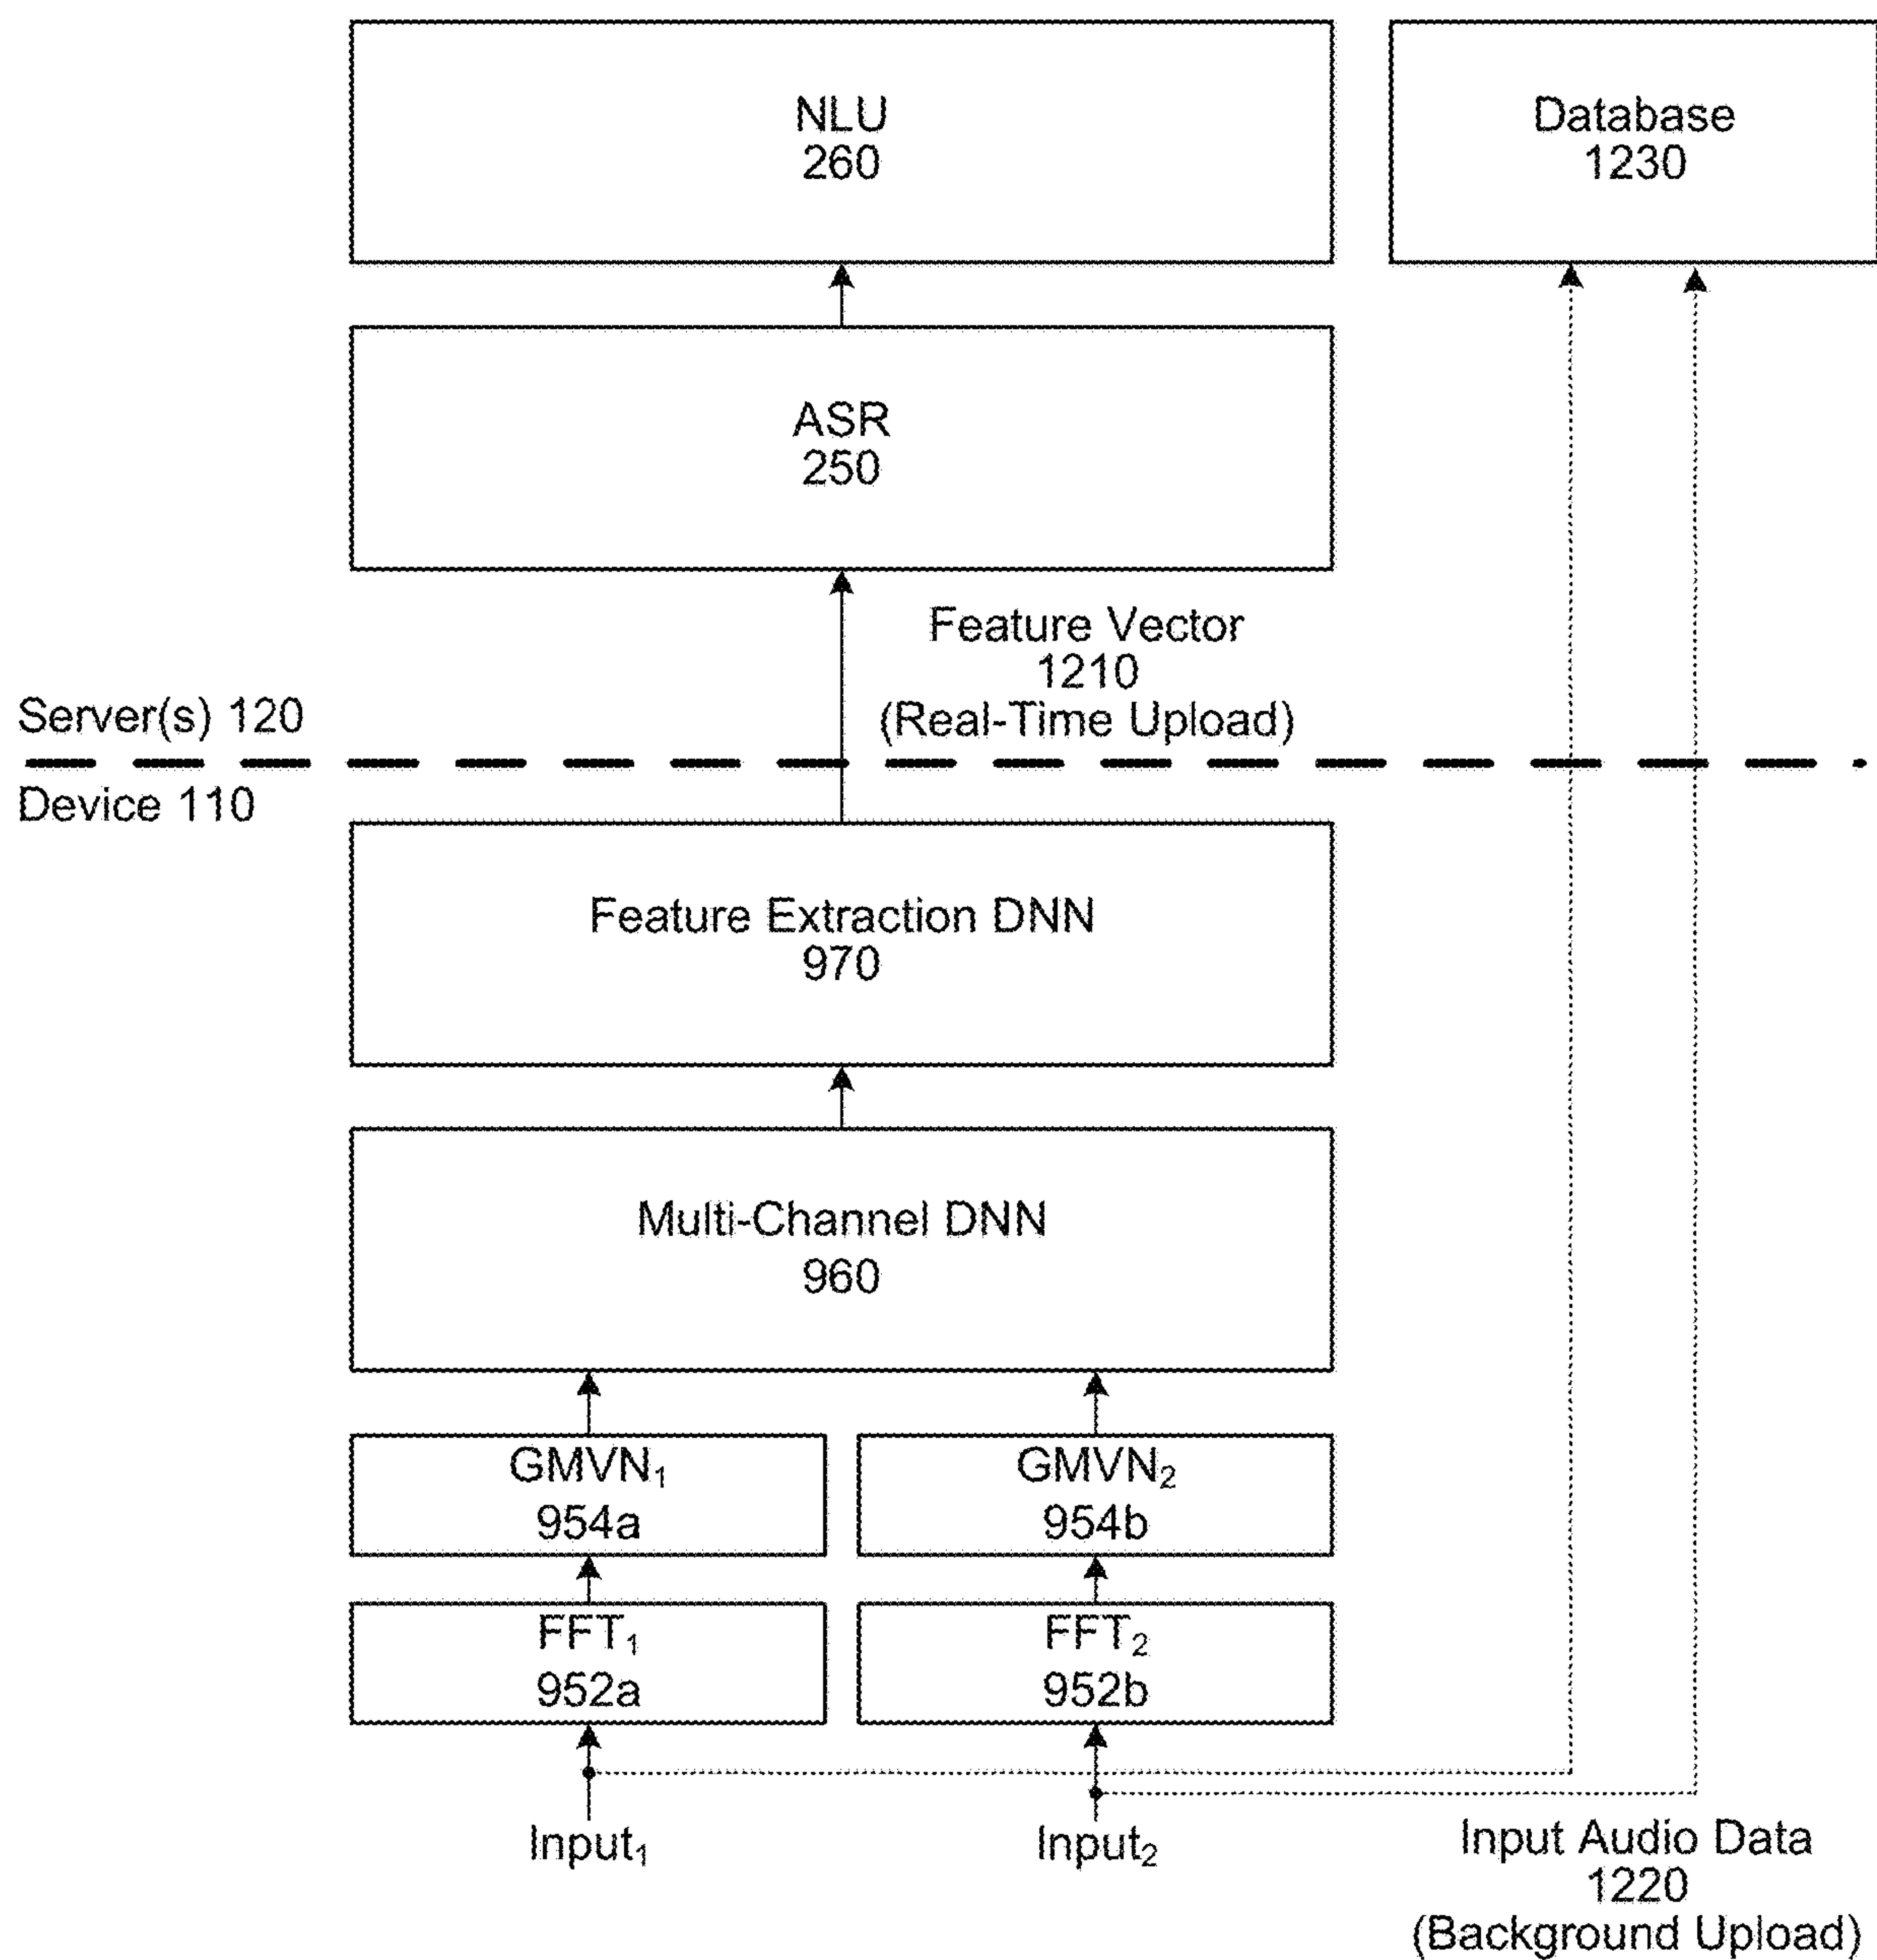 NLU
260
Database
1230
ASR
250
Feature Vector
1210
(Real-Time Upload)
Server(s) 120
Device 110
Feature Extraction DNN
970
Multi-Channel DNN
960
GMVN₁
954a
GMVN₂
954b
FFT₁
952a
FFT₂
952b
Input₁
Input₂
Input Audio Data
1220
(Background Upload)